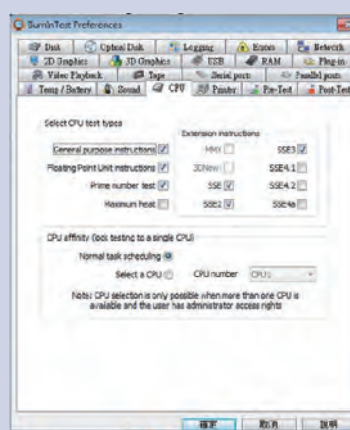 BurnInTest Preferences
Disk Optical Disk Logging Errors Network
2D Graphics 3D Graphics USB RAM Plug-in
Video Playback Tape Serial ports Parallel ports
Temp / Battery Sound CPU Printer Pre-Test Post-Test
Select CPU test types
Extension instructions
General purpose instructions MMX SSE3
Floating Point Unit instructions 3DNow! SSE4.1
Prime number test SSE SSE4.2
Maximum heat SSE2 SSE4a
CPU affinity (lock testing to a single CPU)
Normal task scheduling
Select a CPU CPU number CPU1
Note: CPU selection is only possible when more than one CPU is
available and the user has administrator access rights
確定 取消 說明